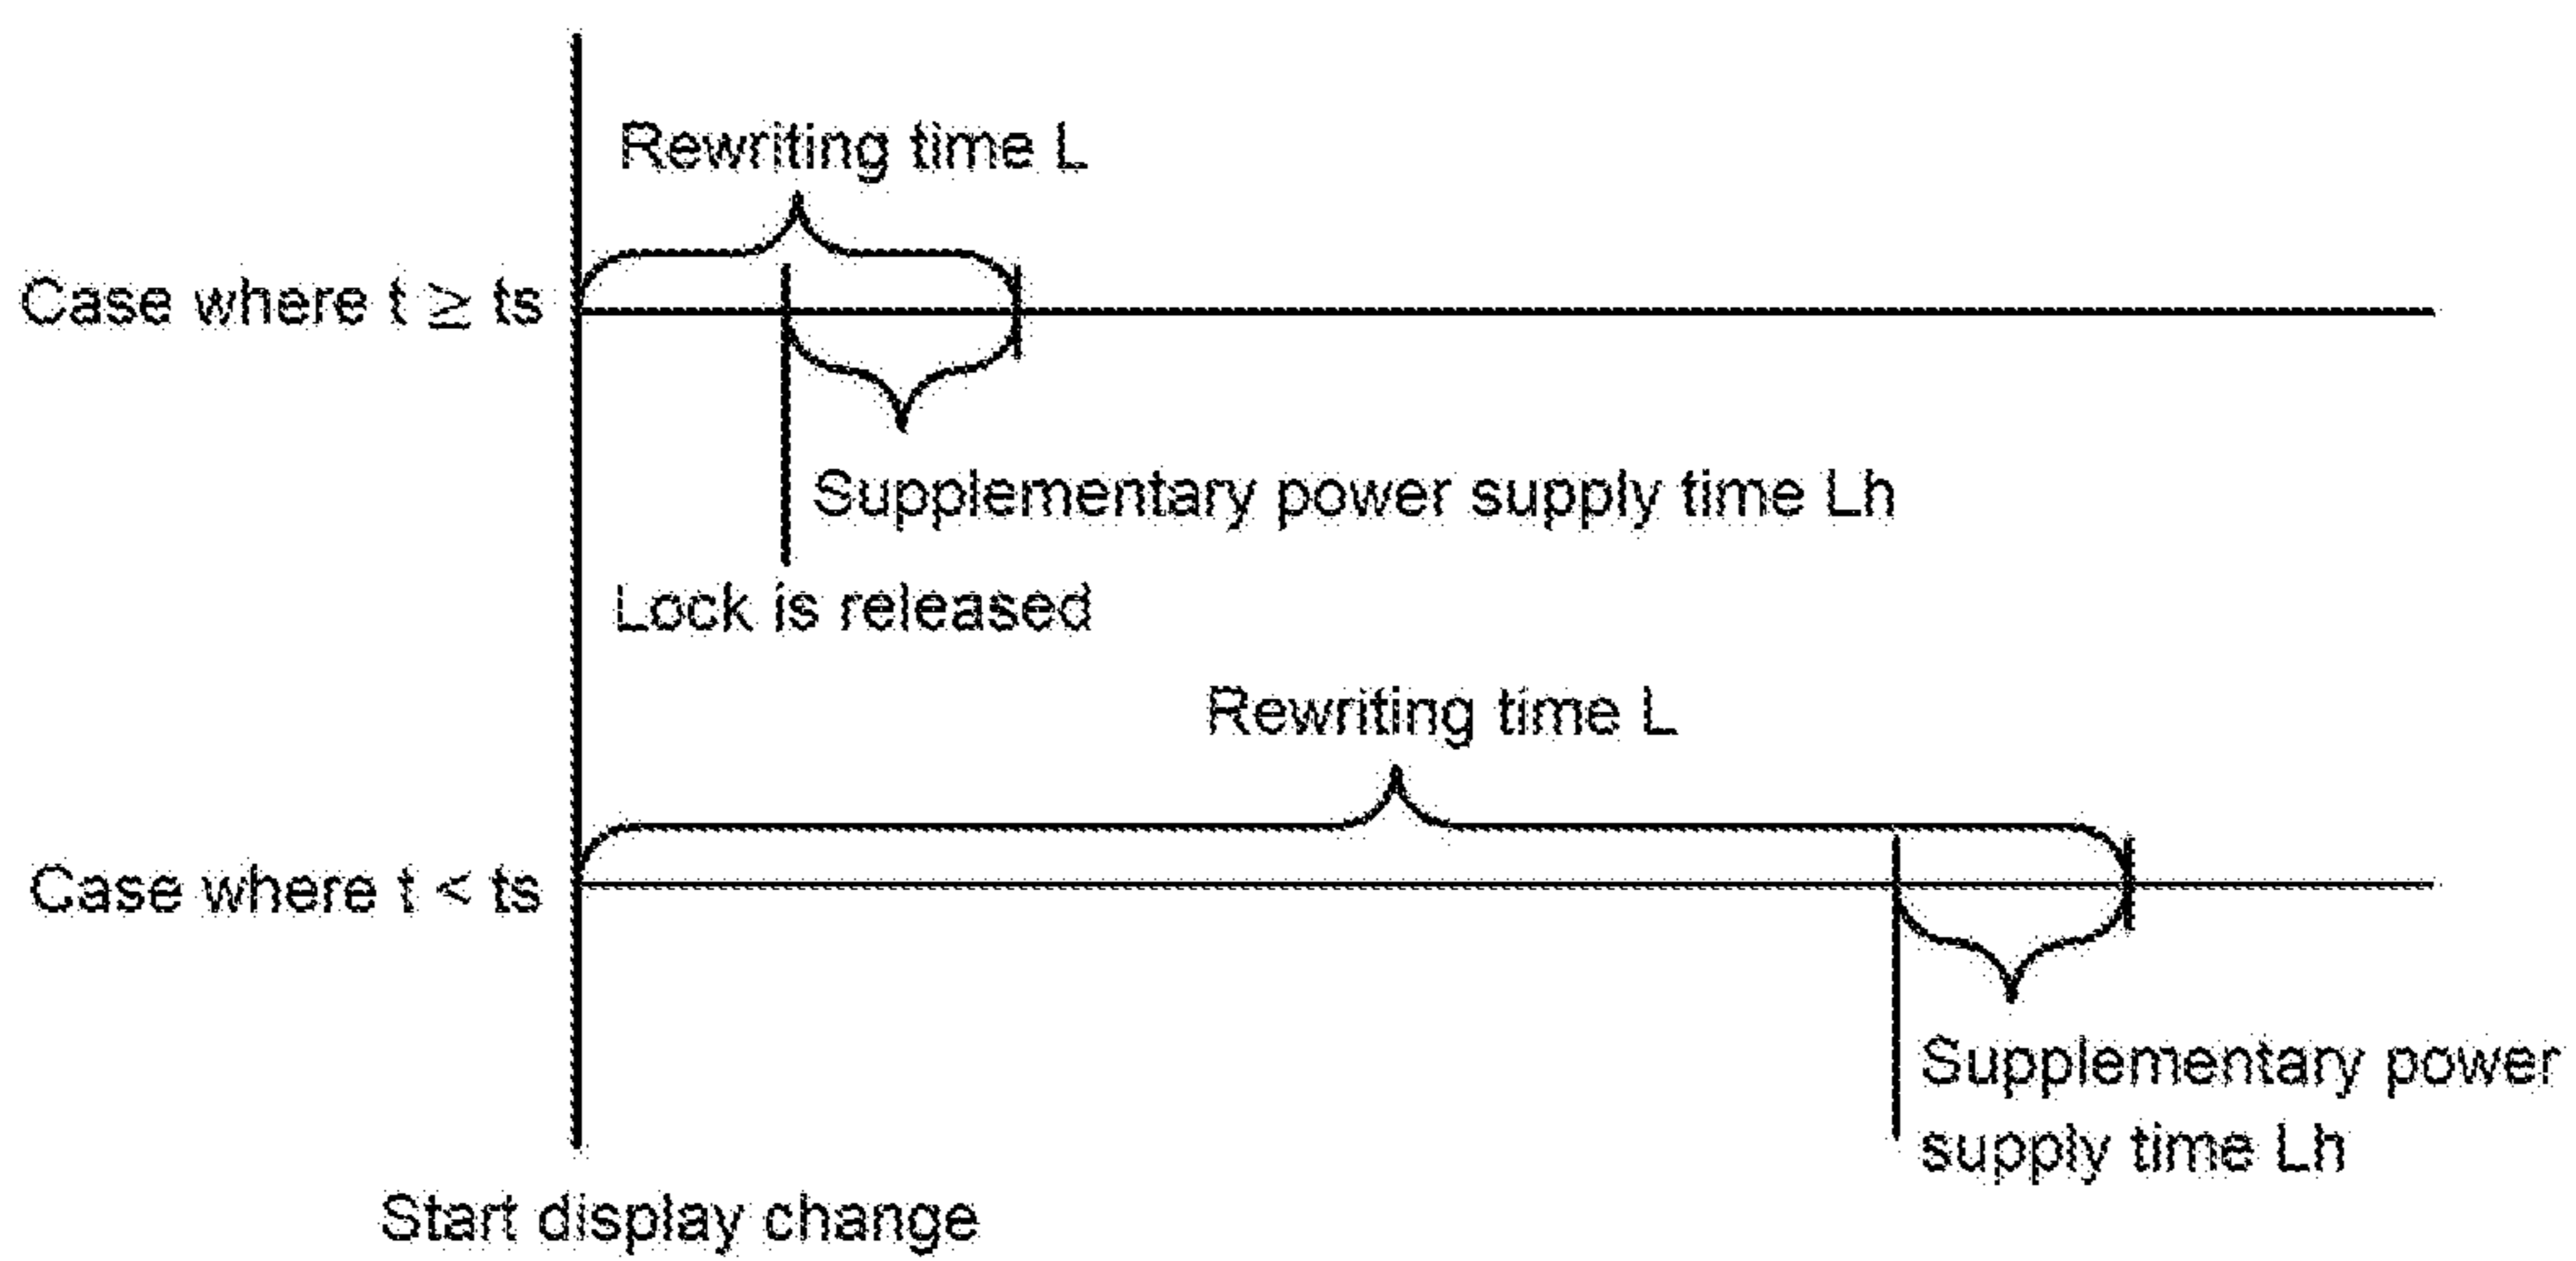 Rewriting time L
Case where t ≥ ts
Supplementary power supply time Lh
Lock is released
Rewriting time L
Case where t < ts
Supplementary power
supply time Lh
Start display change